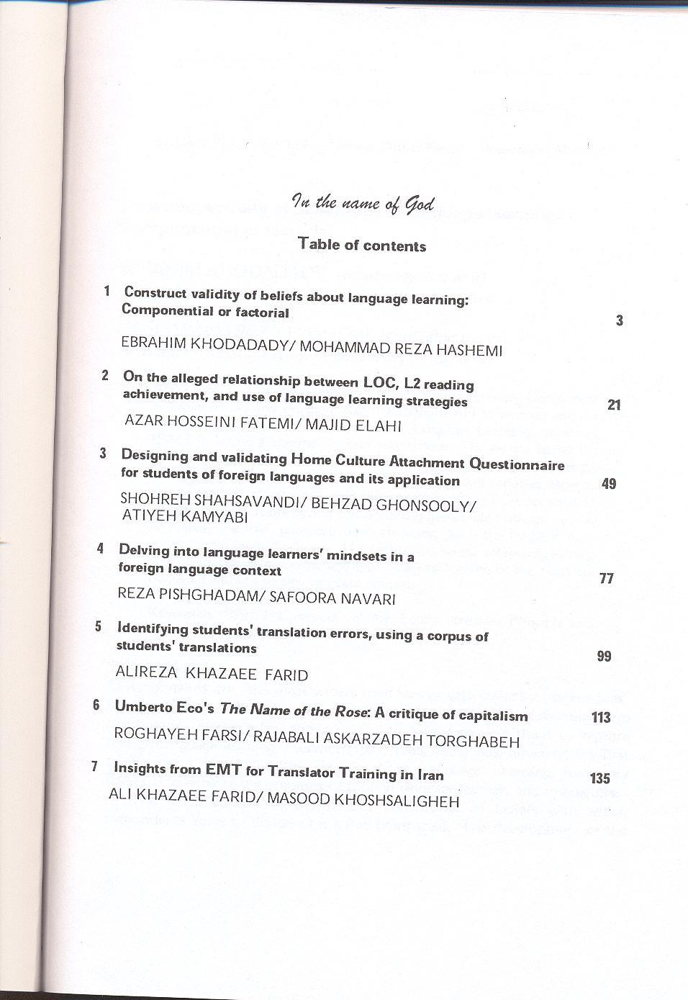 In the name of God
Table of contents
1 Construct validity of beliefs about language learning:
Componential or factorial 3
EBRAHIM KHODADADY/ MOHAMMAD REZA HASHEMI
2 On the alleged relationship between LOC, L2 reading
achievement, and use of language learning strategies 21
AZAR HOSSEINI FATEMI/ MAJID ELAHI
3 Designing and validating Home Culture Attachment Questionnaire
for students of foreign languages and its application 49
SHOHREH SHAHSAVANDI/ BEHZAD GHONSOOLY/
ATIYEH KAMYABI
4 Delving into language learners' mindsets in a
foreign language context 77
REZA PISHGHADAM/ SAFOORA NAVARI
5 Identifying students' translation errors, using a corpus of
students' translations 99
ALIREZA KHAZAEE FARID
6 Umberto Eco's The Name of the Rose: A critique of capitalism 113
ROGHAYEH FARSI/ RAJABALI ASKARZADEH TORGHABEH
7 Insights from EMT for Translator Training in Iran 135
ALI KHAZAEE FARID/ MASOOD KHOSHSALIGHEH